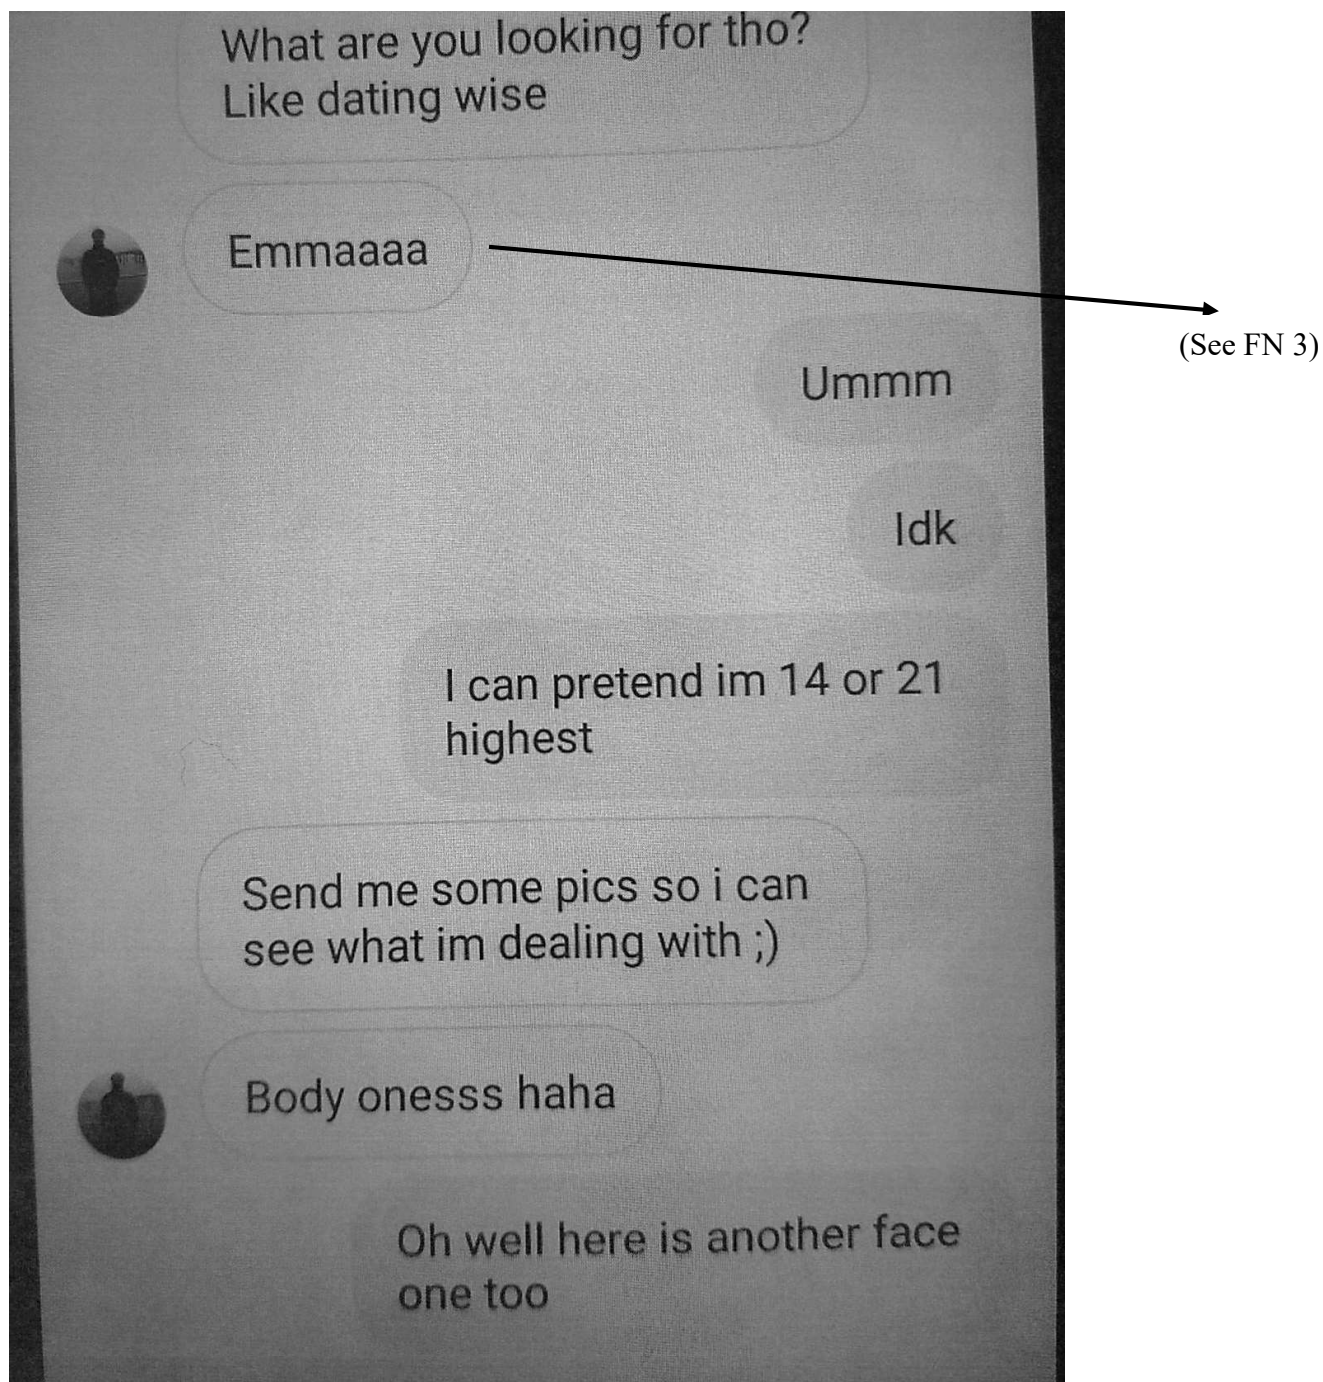 What are you looking for tho?
Like dating wise
Emmaaaa
(See FN 3)
Ummm
Idk
I can pretend im 14 or 21
highest
Send me some pics so i can
see what im dealing with ;)
Body onesss haha
Oh well here is another face
one too